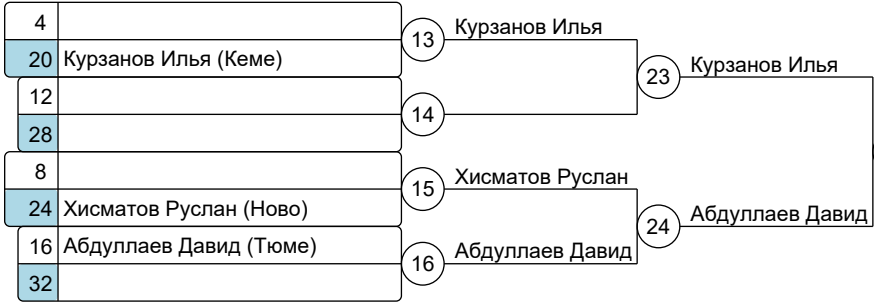 4
13
Курзанов Илья
20 Курзанов Илья (Кеме)
23
Курзанов Илья
12
14
28
8
15
Хисматов Руслан
24 Хисматов Руслан (Ново)
24
Абдуллаев Давид
16 Абдуллаев Давид (Тюме)
16
Абдуллаев Давид
32